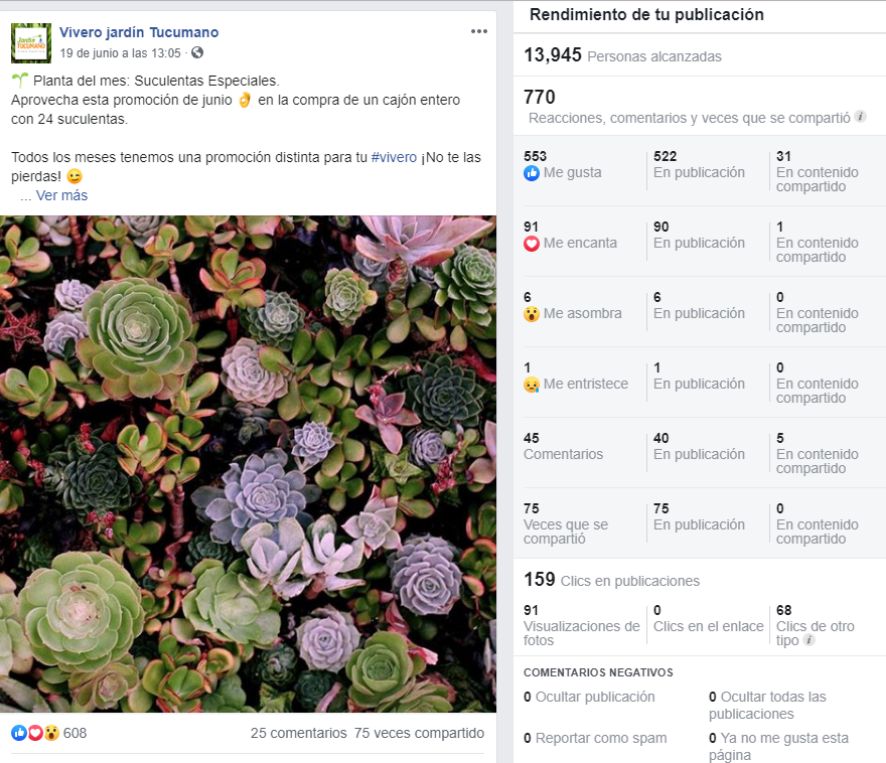 Vivero jardín Tucumano
19 de junio a las 13:05 ·
Planta del mes: Suculentas Especiales.
Aprovecha esta promoción de junio 👌 en la compra de un cajón entero
con 24 suculentas.
Todos los meses tenemos una promoción distinta para tu #vivero ¡No te las
pierdas! 😉
... Ver más
608
25 comentarios 75 veces compartido
Rendimiento de tu publicación
13,945 Personas alcanzadas
770
Reacciones, comentarios y veces que se compartió
553
Me gusta
522
En publicación
31
En contenido
compartido
91
Me encanta
90
En publicación
1
En contenido
compartido
6
Me asombra
6
En publicación
0
En contenido
compartido
1
Me entristece
1
En publicación
0
En contenido
compartido
45
Comentarios
40
En publicación
5
En contenido
compartido
75
Veces que se
compartió
75
En publicación
0
En contenido
compartido
159 Clics en publicaciones
91
Visualizaciones de
fotos
0
Clics en el enlace
68
Clics de otro
tipo
COMENTARIOS NEGATIVOS
0 Ocultar publicación
0 Ocultar todas las
publicaciones
0 Reportar como spam
0 Ya no me gusta esta
página